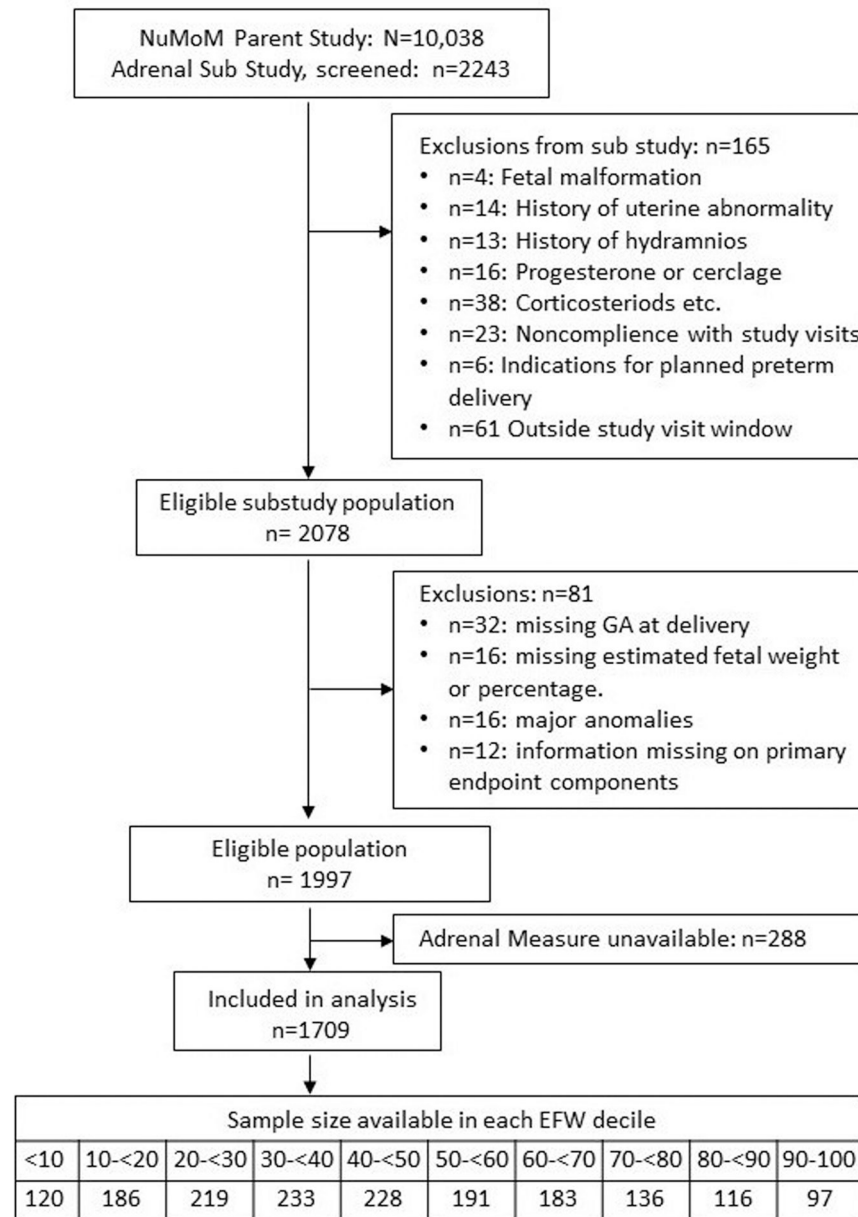 NuMoM Parent Study: N=10,038
Adrenal Sub Study, screened: n=2243
Exclusions from sub study: n=165
• n=4: Fetal malformation
• n=14: History of uterine abnormality
• n=13: History of hydramnios
• n=16: Progesterone or cerclage
• n=38: Corticosteriods etc.
• n=23: Noncomplience with study visits
• n=6: Indications for planned preterm
delivery
• n=61 Outside study visit window
Eligible substudy population
n= 2078
Exclusions: n=81
• n=32: missing GA at delivery
• n=16: missing estimated fetal weight
or percentage.
• n=16: major anomalies
• n=12: information missing on primary
endpoint components
Eligible population
n= 1997
Adrenal Measure unavailable: n=288
Included in analysis
n=1709
Sample size available in each EFW decile
<10 10-<20 20-<30 30-<40 40-<50 50-<60 60-<70 70-<80 80-<90 90-100
120 186 219 233 228 191 183 136 116 97